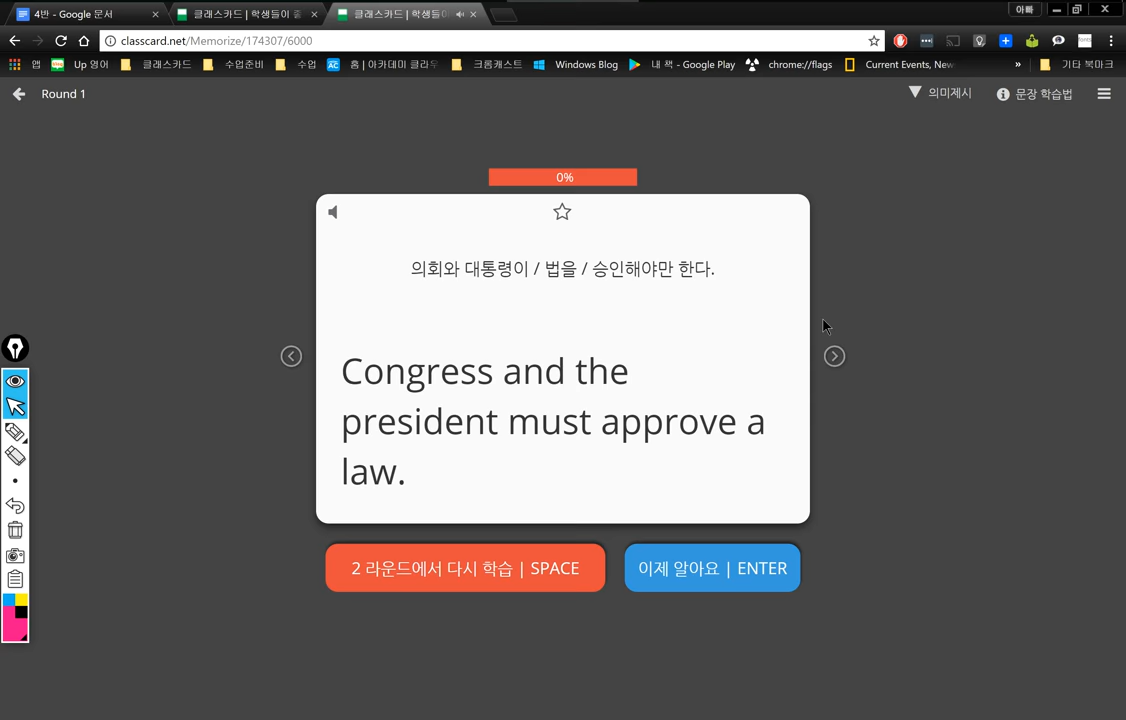 4반 - Google 문서
클래스카드 | 학생들이
클래스카드 | 학생들이
아빠
classcard.net/Memorize/174307/6000
앱
Up 영어
클래스카드
수업준비
수업
홈 | 아카데미 클라우
크롬캐스트
Windows Blog
내 책 - Google Play
chrome://flags
Current Events, New
»
기타 북마크
Round 1
의미제시
문장 학습법
0%
의회와 대통령이 / 법을 / 승인해야만 한다.
Congress and the
president must approve a
law.
2 라운드에서 다시 학습 | SPACE
이제 알아요 | ENTER